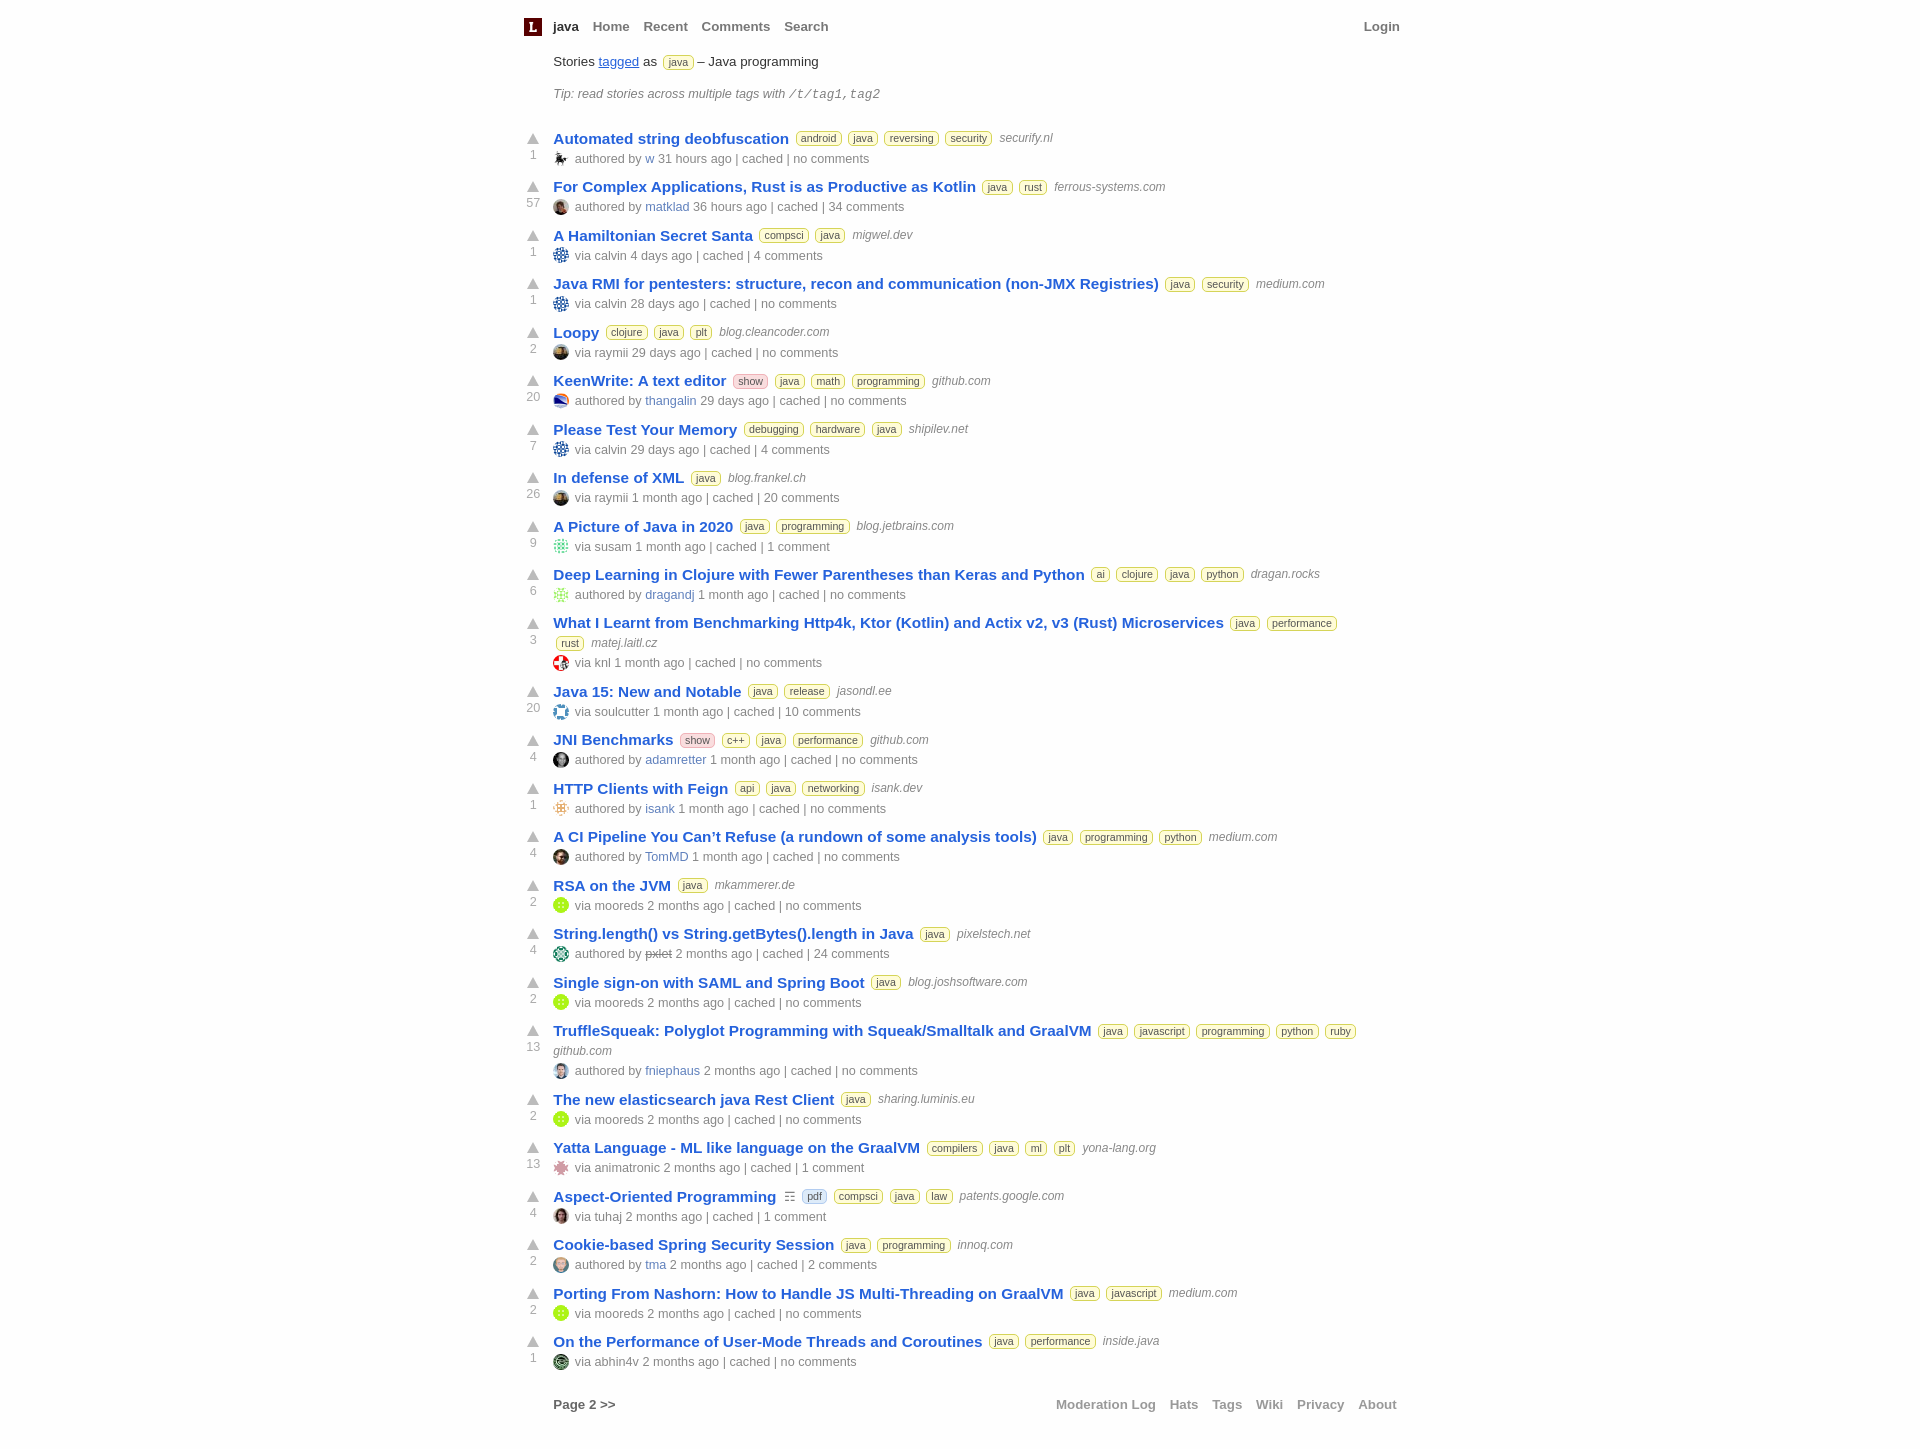 L java Home Recent Comments Search Login
Stories tagged as java – Java programming
Tip: read stories across multiple tags with /t/tag1,tag2
Automated string deobfuscation android java reversing security securify.nl
1 authored by w 31 hours ago | cached | no comments
For Complex Applications, Rust is as Productive as Kotlin java rust ferrous-systems.com
57 authored by matklad 36 hours ago | cached | 34 comments
A Hamiltonian Secret Santa compsci java migwel.dev
1 via calvin 4 days ago | cached | 4 comments
Java RMI for pentesters: structure, recon and communication (non-JMX Registries) java security medium.com
1 via calvin 28 days ago | cached | no comments
Loopy clojure java plt blog.cleancoder.com
2 via raymii 29 days ago | cached | no comments
KeenWrite: A text editor show java math programming github.com
20 authored by thangalin 29 days ago | cached | no comments
Please Test Your Memory debugging hardware java shipilev.net
7 via calvin 29 days ago | cached | 4 comments
In defense of XML java blog.frankel.ch
26 via raymii 1 month ago | cached | 20 comments
A Picture of Java in 2020 java programming blog.jetbrains.com
9 via susam 1 month ago | cached | 1 comment
Deep Learning in Clojure with Fewer Parentheses than Keras and Python ai clojure java python dragan.rocks
6 authored by dragandj 1 month ago | cached | no comments
What I Learnt from Benchmarking Http4k, Ktor (Kotlin) and Actix v2, v3 (Rust) Microservices java performance
3 rust matej.laitl.cz
via knl 1 month ago | cached | no comments
Java 15: New and Notable java release jasondl.ee
20 via soulcutter 1 month ago | cached | 10 comments
JNI Benchmarks show c++ java performance github.com
4 authored by adamretter 1 month ago | cached | no comments
HTTP Clients with Feign api java networking isank.dev
1 authored by isank 1 month ago | cached | no comments
A CI Pipeline You Can’t Refuse (a rundown of some analysis tools) java programming python medium.com
4 authored by TomMD 1 month ago | cached | no comments
RSA on the JVM java mkammerer.de
2 via mooreds 2 months ago | cached | no comments
String.length() vs String.getBytes().length in Java java pixelstech.net
4 authored by pxlet 2 months ago | cached | 24 comments
Single sign-on with SAML and Spring Boot java blog.joshsoftware.com
2 via mooreds 2 months ago | cached | no comments
TruffleSqueak: Polyglot Programming with Squeak/Smalltalk and GraalVM java javascript programming python ruby
13 github.com
authored by fniephaus 2 months ago | cached | no comments
The new elasticsearch java Rest Client java sharing.luminis.eu
2 via mooreds 2 months ago | cached | no comments
Yatta Language - ML like language on the GraalVM compilers java ml plt yona-lang.org
13 via animatronic 2 months ago | cached | 1 comment
Aspect-Oriented Programming ☶ pdf compsci java law patents.google.com
4 via tuhaj 2 months ago | cached | 1 comment
Cookie-based Spring Security Session java programming innoq.com
2 authored by tma 2 months ago | cached | 2 comments
Porting From Nashorn: How to Handle JS Multi-Threading on GraalVM java javascript medium.com
2 via mooreds 2 months ago | cached | no comments
On the Performance of User-Mode Threads and Coroutines java performance inside.java
1 via abhin4v 2 months ago | cached | no comments
Page 2 >> Moderation Log Hats Tags Wiki Privacy About